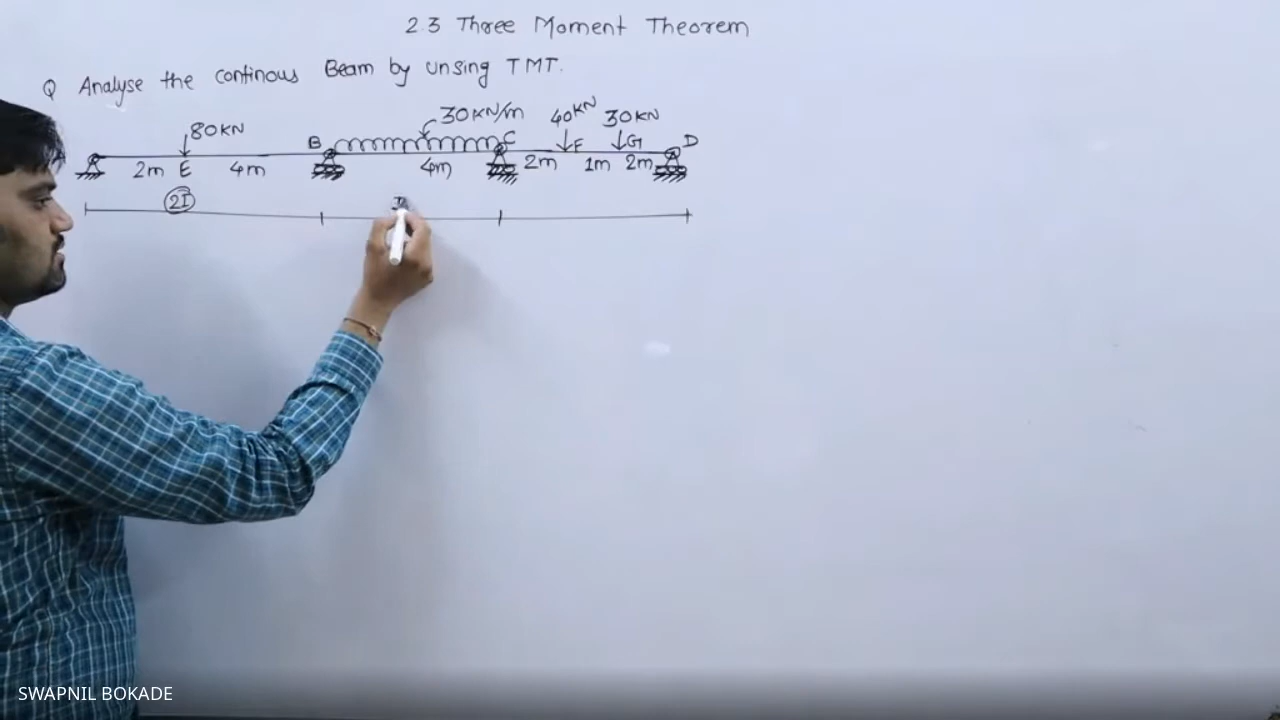 2.3 Three Moment Theorem
Q Analyse the continous Beam by unsing TMT.
30KN/m 40KN 30KN
80KN B C F G D
2m E 4m 4m 2m 1m 2m
2I I
SWAPNIL BOKADE